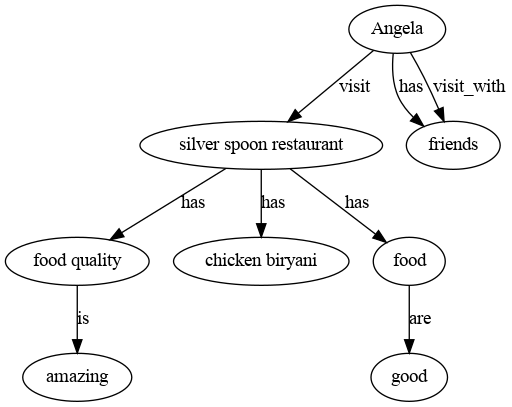 Angela
visit
has
visit_with
silver spoon restaurant
friends
has
has
has
food quality
chicken biryani
food
is
are
amazing
good